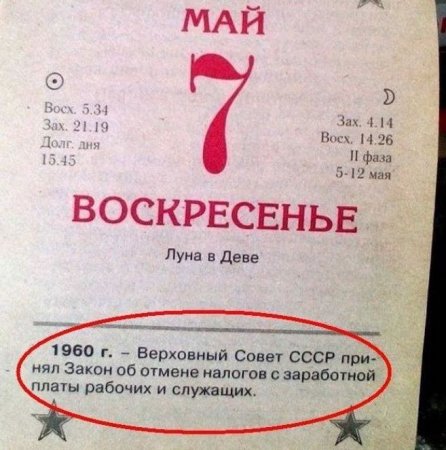 МАЙ
7
Восх. 5.34
Зах. 21.19
Долг. дня
15.45
Зах. 4.14
Восх. 14.26
II фаза
5-12 мая
ВОСКРЕСЕНЬЕ
Луна в Деве
1960 г. – Верховный Совет СССР при-
нял Закон об отмене налогов с заработной
платы рабочих и служащих.